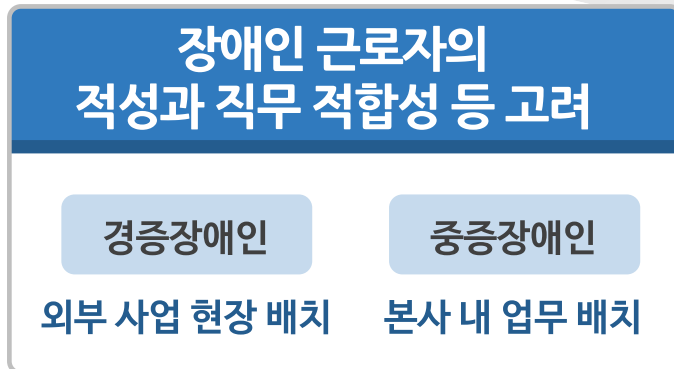 장애인 근로자의
적성과 직무 적합성 등 고려
경증장애인
중증장애인
외부 사업 현장 배치
본사 내 업무 배치